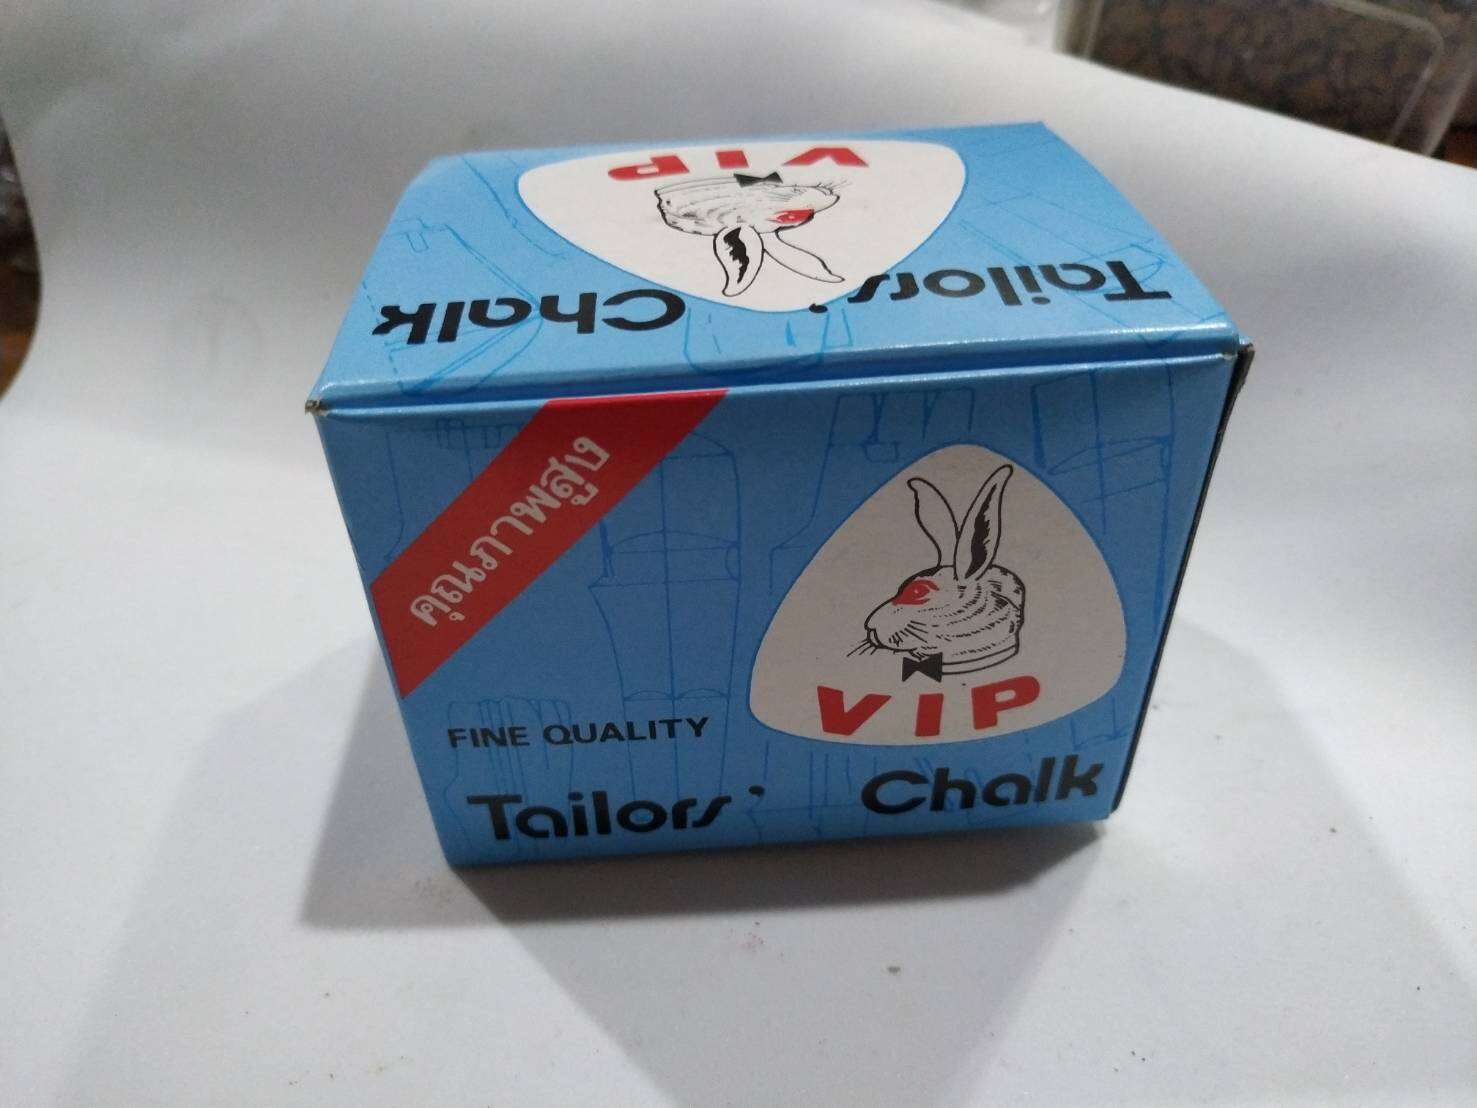 VIP
Tailors' Chalk
คุณภาพสูง
VIP
FINE QUALITY
Tailors' Chalk